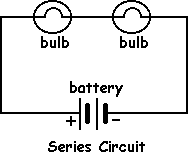 bulb bulb
battery
+ -
Series Circuit